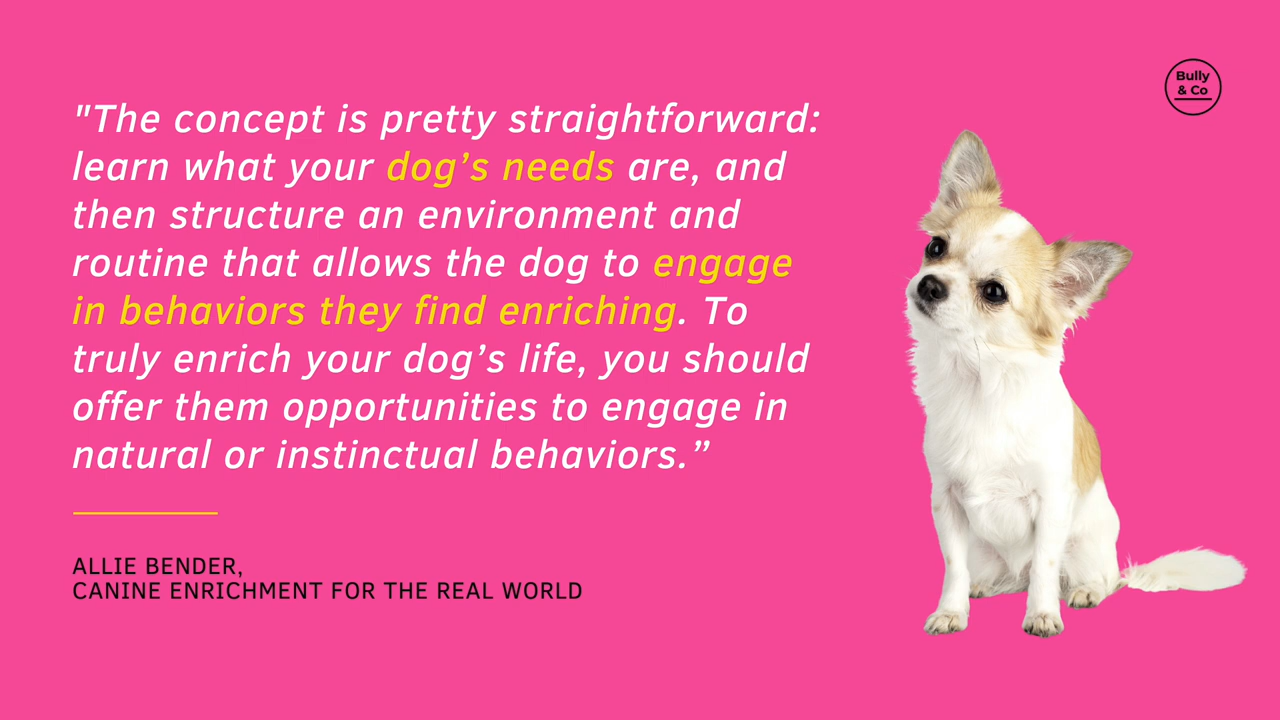 "The concept is pretty straightforward:
learn what your dog’s needs are, and
then structure an environment and
routine that allows the dog to engage
in behaviors they find enriching. To
truly enrich your dog’s life, you should
offer them opportunities to engage in
natural or instinctual behaviors.”
ALLIE BENDER,
CANINE ENRICHMENT FOR THE REAL WORLD
Bully
& Co